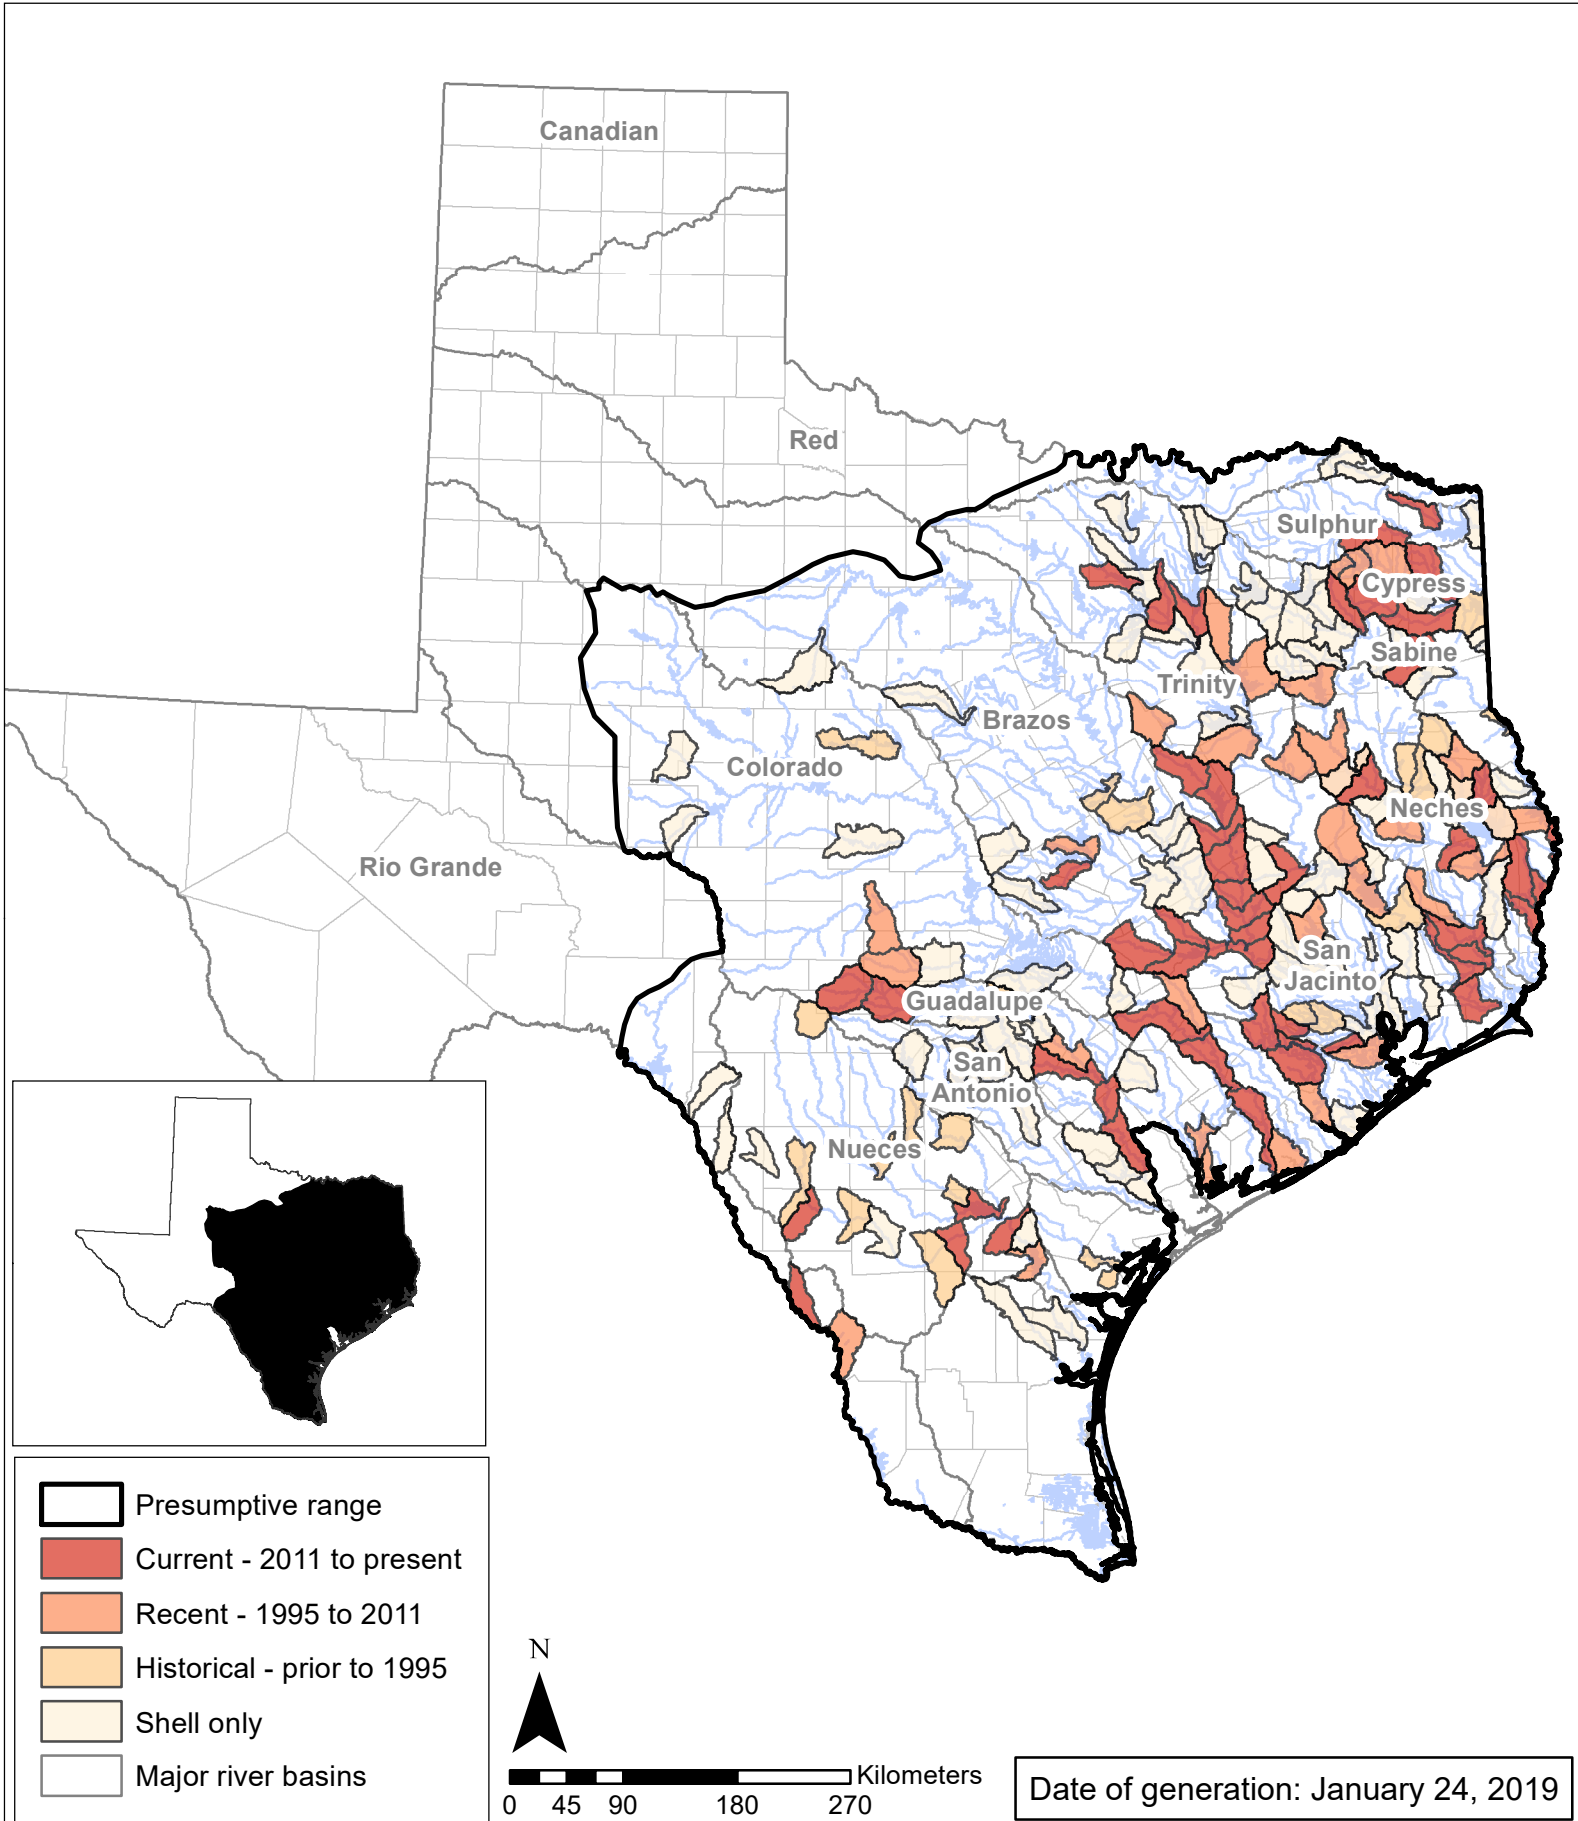 Canadian
Red
Sulphur
Cypress
Sabine
Trinity
Brazos
Colorado
Neches
Rio Grande
San
Jacinto
Guadalupe
San
Antonio
Nueces
Presumptive range
Current - 2011 to present
Recent - 1995 to 2011
Historical - prior to 1995
Shell only
Major river basins
N
Kilometers
0 45 90 180 270
Date of generation: January 24, 2019